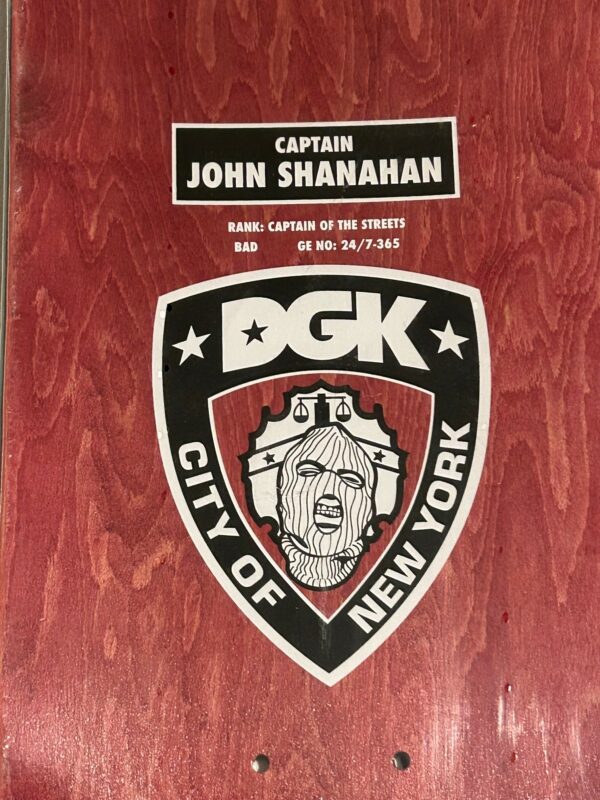 CAPTAIN
JOHN SHANAHAN
RANK: CAPTAIN OF THE STREETS
BAD GE NO: 24/7-365
DGK
CITY OF NEW YORK